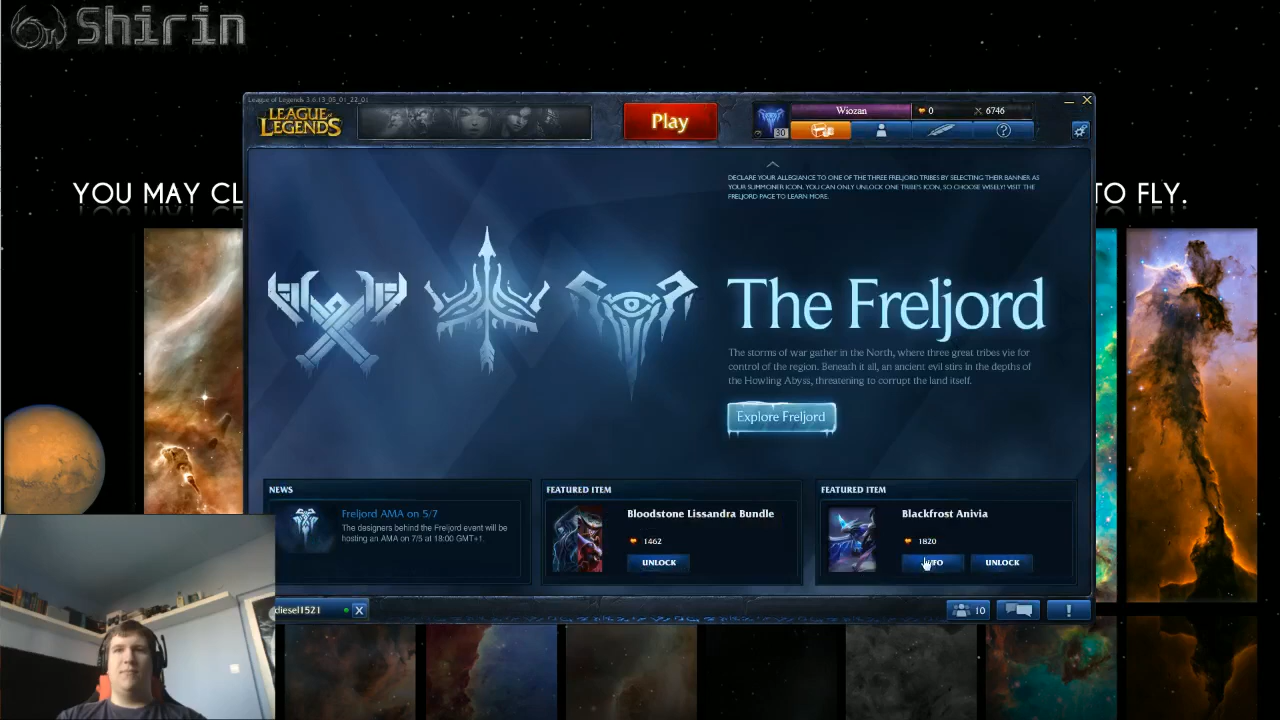 Shirin
YOU MAY CL
TO FLY.
League of Legends 3.6.13_05_01_22_01
LEAGUE of LEGENDS
Play
30
Wiozan
0
6746
DECLARE YOUR ALLEGIANCE TO ONE OF THE THREE FRELJORD TRIBES BY SELECTING THEIR BANNER AS
YOUR SUMMONER ICON. YOU CAN ONLY UNLOCK ONE TRIBE'S ICON, SO CHOOSE WISELY! VISIT THE
FRELJORD PAGE TO LEARN MORE.
The Freljord
The storms of war gather in the North, where three great tribes vie for
control of the region. Beneath it all, an ancient evil stirs in the depths of
the Howling Abyss, threatening to corrupt the land itself.
Explore Freljord
NEWS
Freljord AMA on 5/7
The designers behind the Freljord event will be
hosting an AMA on 7/5 at 18:00 GMT+1.
FEATURED ITEM
Bloodstone Lissandra Bundle
1462
UNLOCK
FEATURED ITEM
Blackfrost Anivia
1820
UNLOCK
diesel1521
10